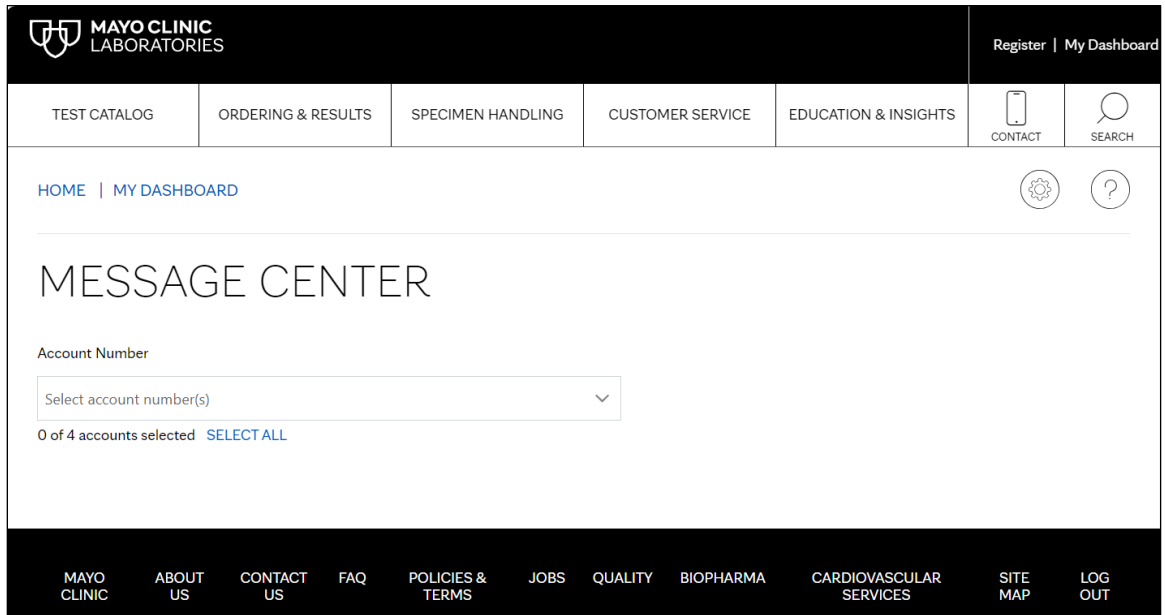 MAYO CLINIC
LABORATORIES
Register | My Dashboard
TEST CATALOG
ORDERING & RESULTS
SPECIMEN HANDLING
CUSTOMER SERVICE
EDUCATION & INSIGHTS
CONTACT
SEARCH
HOME | MY DASHBOARD
?
MESSAGE CENTER
Account Number
Select account number(s)
0 of 4 accounts selected SELECT ALL
MAYO
CLINIC
ABOUT
US
CONTACT
US
FAQ
POLICIES &
TERMS
JOBS
QUALITY
BIOPHARMA
CARDIOVASCULAR
SERVICES
SITE
MAP
LOG
OUT